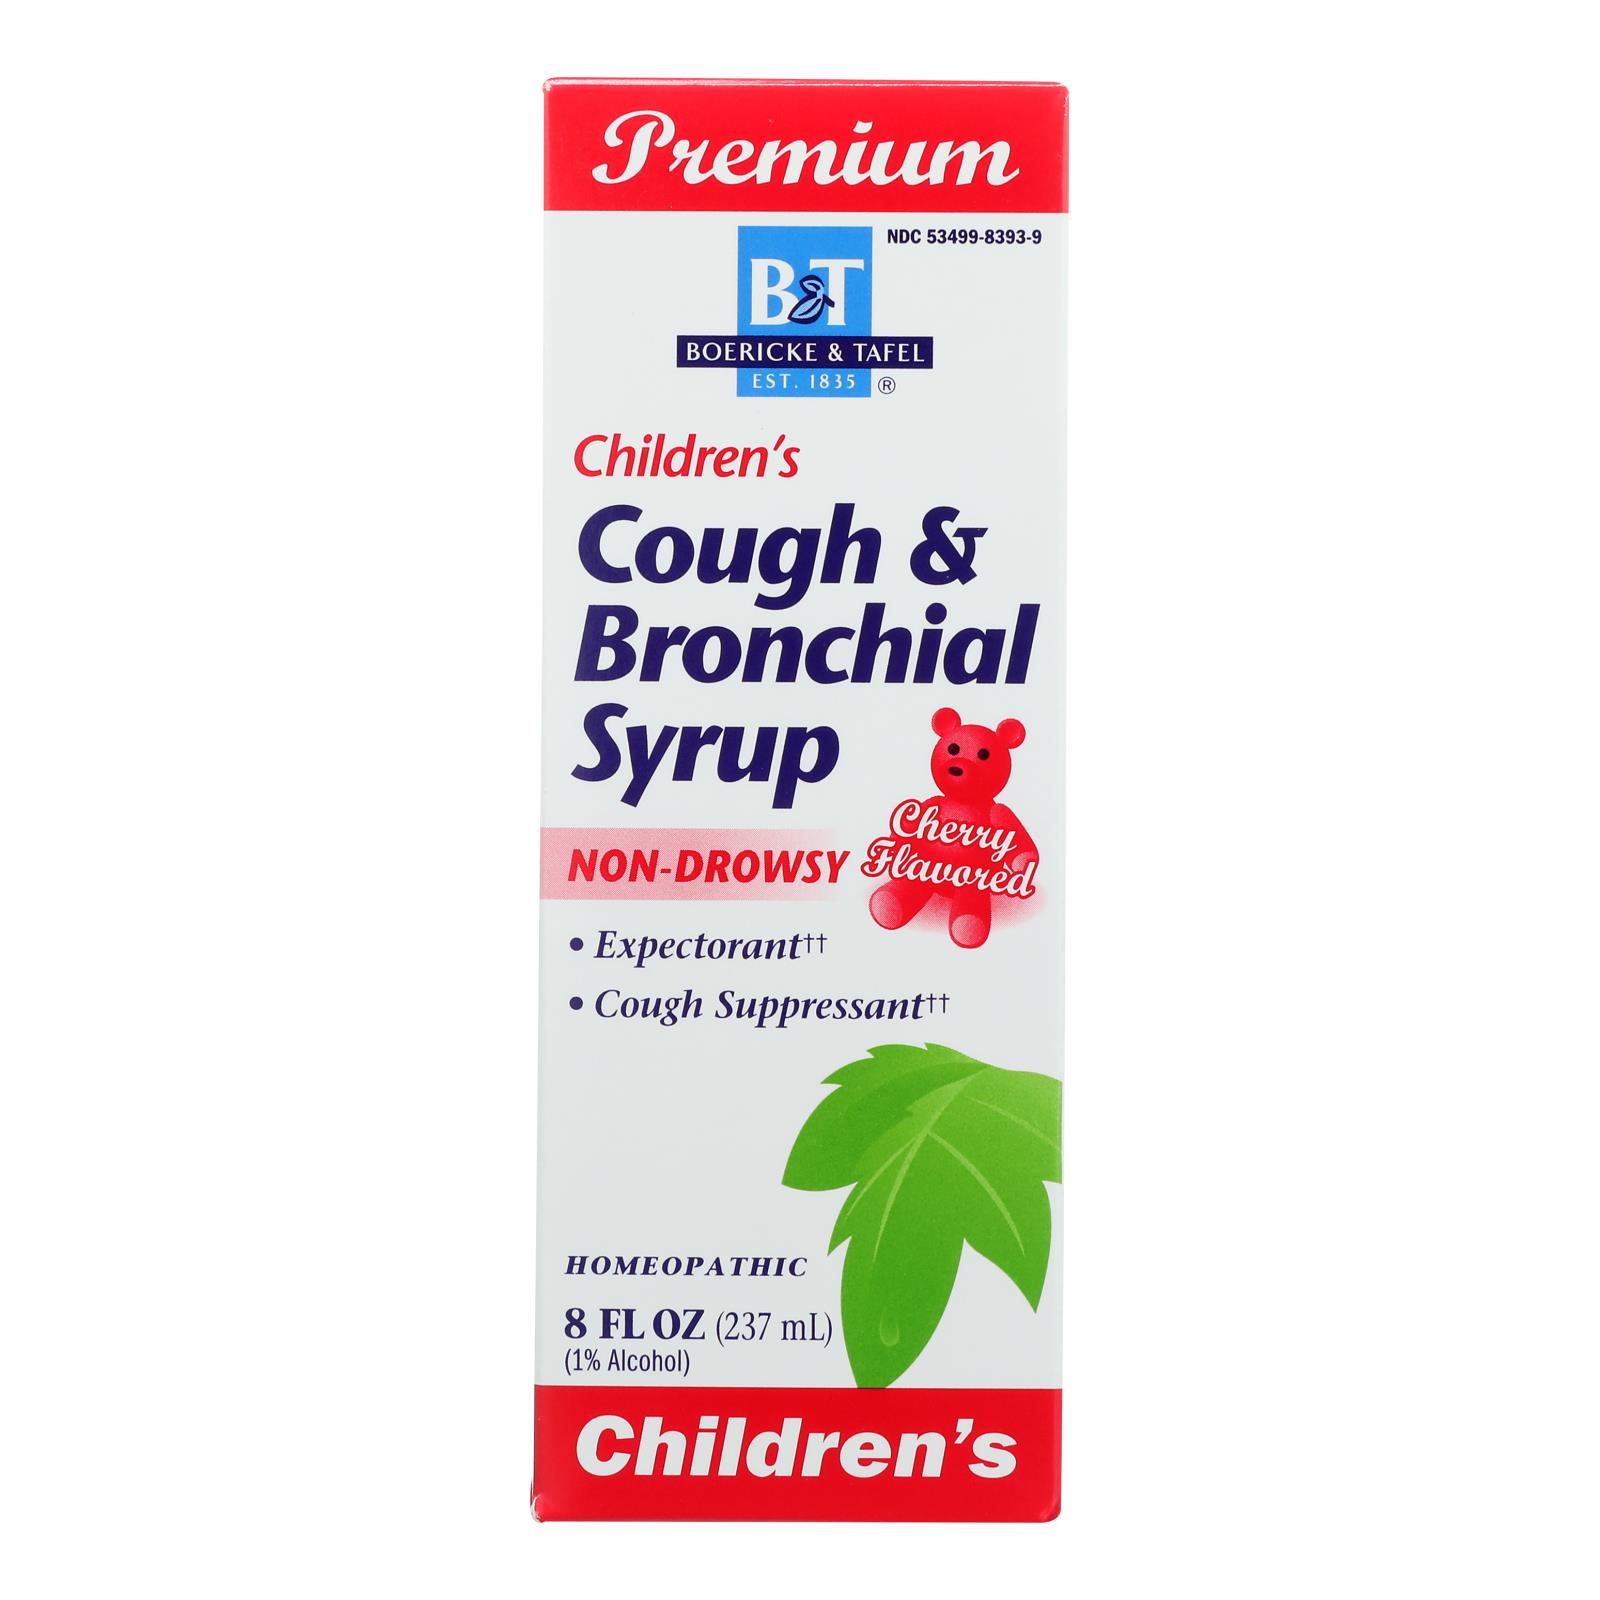 Premium
NDC 53499-8393-9
B&T
BOERICKE & TAFEL
EST. 1835 ®
Children's
Cough &
Bronchial
Syrup
Cherry
Flavored
NON-DROWSY
• Expectorant††
• Cough Suppressant††
HOMEOPATHIC
8 FL OZ (237 mL)
(1% Alcohol)
Children's